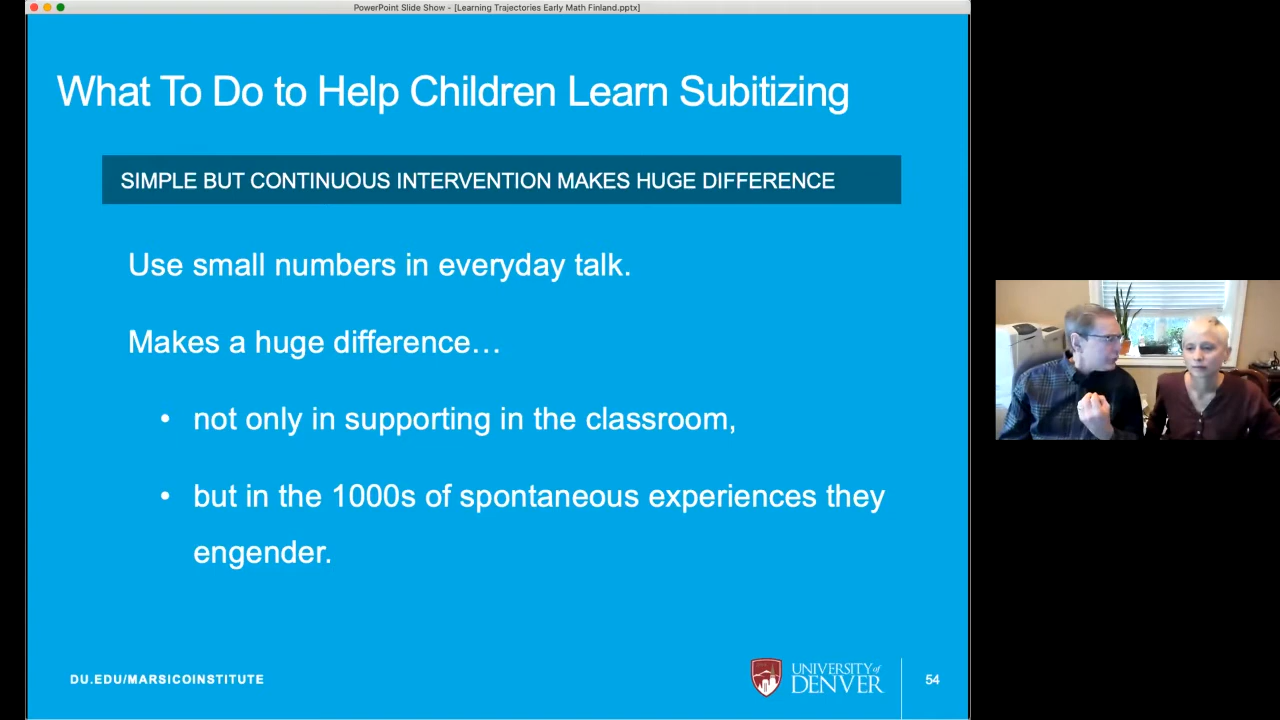 PowerPoint Slide Show - [Learning Trajectories Early Math Finland.pptx]
What To Do to Help Children Learn Subitizing
SIMPLE BUT CONTINUOUS INTERVENTION MAKES HUGE DIFFERENCE
Use small numbers in everyday talk.
Makes a huge difference…
• not only in supporting in the classroom,
• but in the 1000s of spontaneous experiences they
engender.
DU.EDU/MARSICOINSTITUTE
UNIVERSITY of
DENVER
54